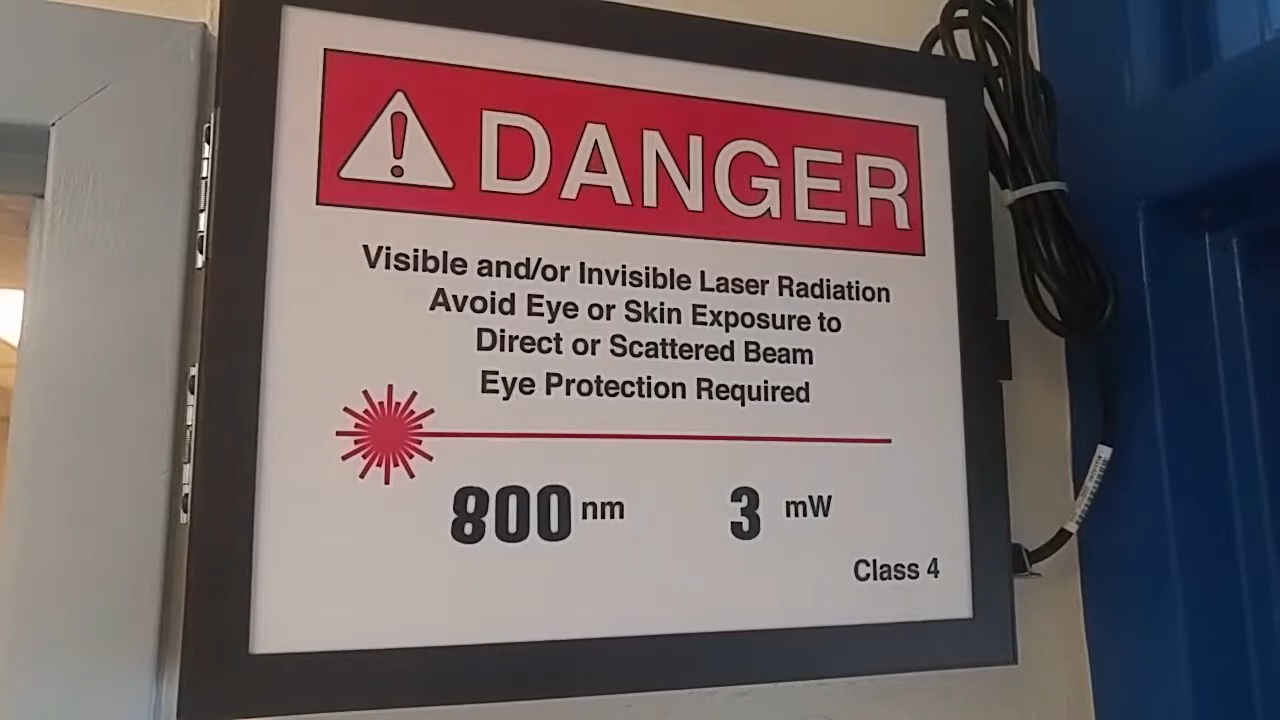 DANGER
Visible and/or Invisible Laser Radiation
Avoid Eye or Skin Exposure to
Direct or Scattered Beam
Eye Protection Required
800 nm 3 mW
Class 4